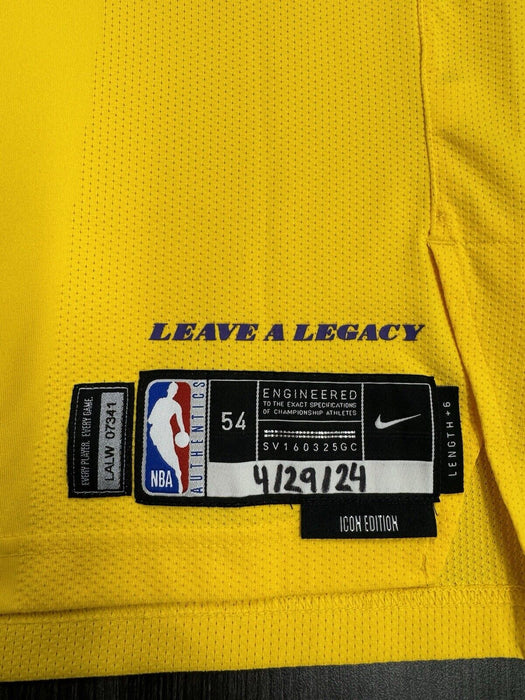 LEAVE A LEGACY
EVERY PLAYER. EVERY GAME.
LALW 07341
NBA
AUTHENTICS
54
ENGINEERED
TO THE EXACT SPECIFICATIONS
OF CHAMPIONSHIP ATHLETES
SV160325GC
4/29/24
LENGTH +6
ICON EDITION